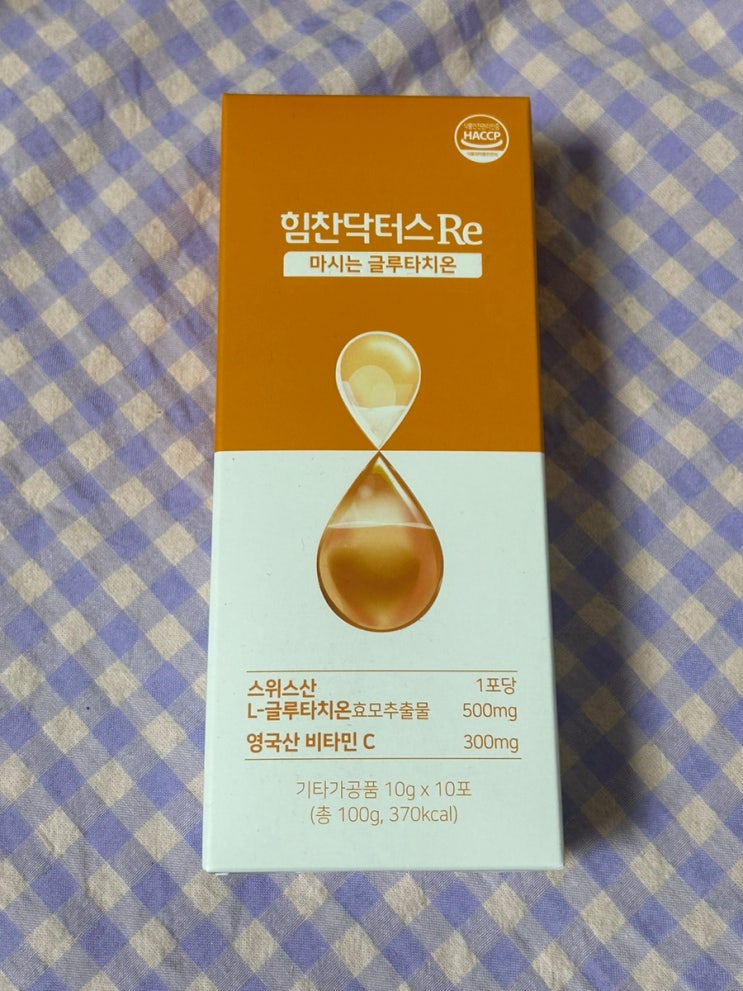 HACCP
힘찬닥터스Re
마시는 글루타치온
스위스산 1포당
L-글루타치온효모추출물 500mg
영국산 비타민 C 300mg
기타가공품 10g x 10포
(총 100g, 370kcal)